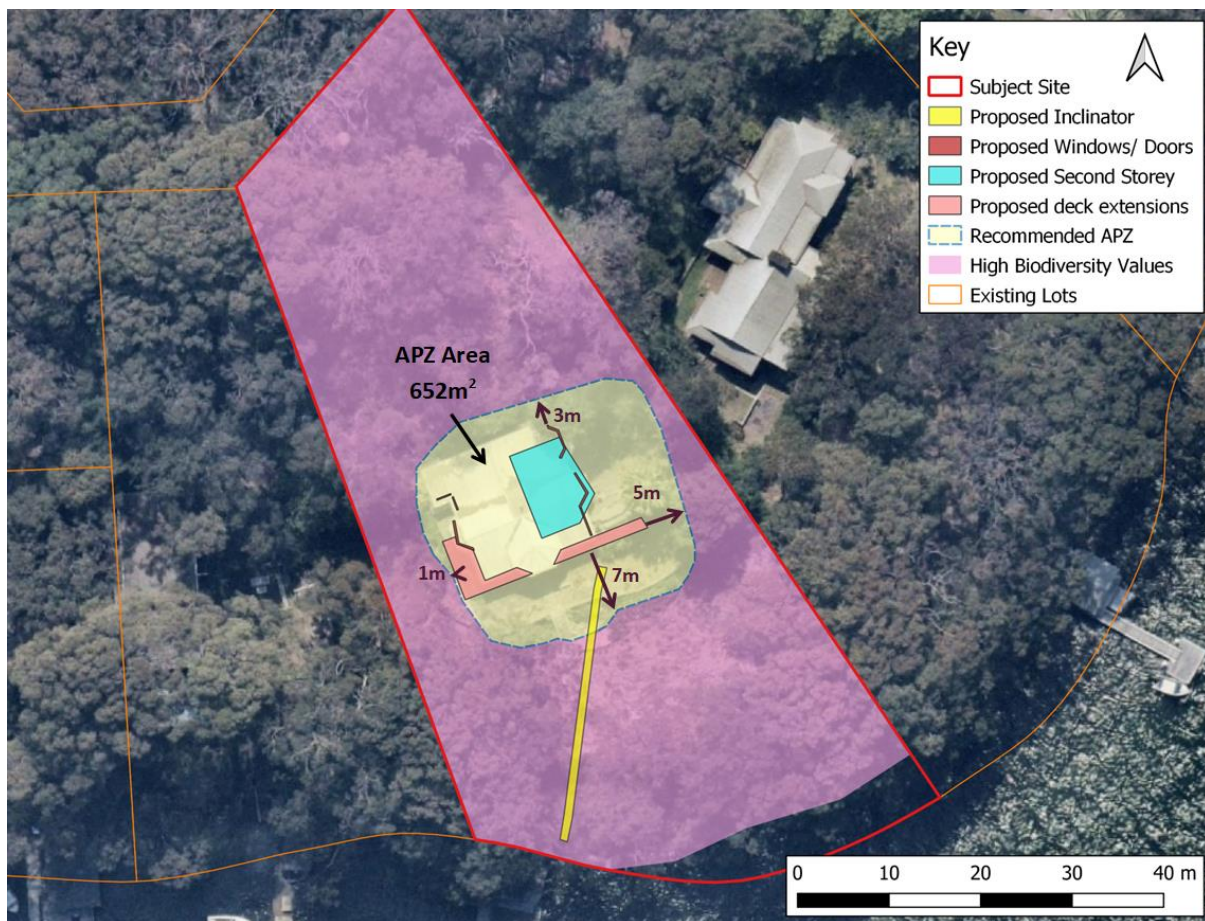 Key
Subject Site
Proposed Inclinator
Proposed Windows/ Doors
Proposed Second Storey
Proposed deck extensions
Recommended APZ
High Biodiversity Values
Existing Lots
APZ Area
652m²
3m
5m
1m
7m
0 10 20 30 40 m